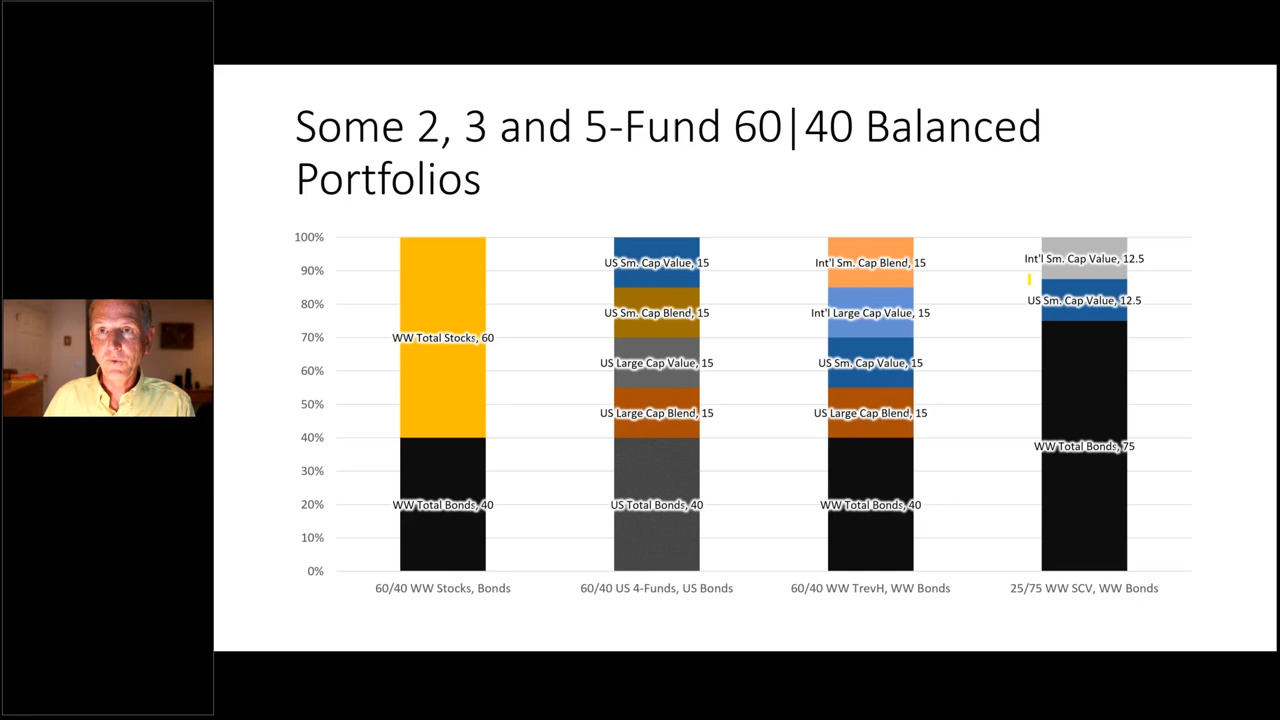 Some 2, 3 and 5-Fund 60|40 Balanced
Portfolios
100%
90%
80%
70%
60%
50%
40%
30%
20%
10%
0%
WW Total Stocks, 60
WW Total Bonds, 40
US Sm. Cap Value, 15
US Sm. Cap Blend, 15
US Large Cap Value, 15
US Large Cap Blend, 15
US Total Bonds, 40
Int'l Sm. Cap Blend, 15
Int'l Large Cap Value, 15
US Sm. Cap Value, 15
US Large Cap Blend, 15
WW Total Bonds, 40
Int'l Sm. Cap Value, 12.5
US Sm. Cap Value, 12.5
WW Total Bonds, 75
60/40 WW Stocks, Bonds
60/40 US 4-Funds, US Bonds
60/40 WW TrevH, WW Bonds
25/75 WW SCV, WW Bonds